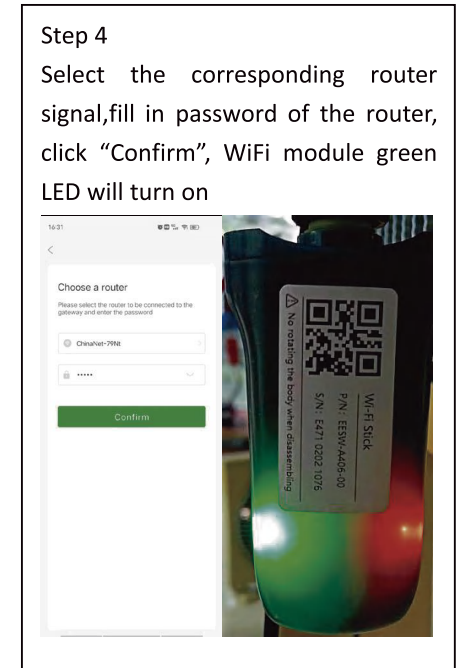 Step 4
Select the corresponding router
signal,fill in password of the router,
click “Confirm”, WiFi module green
LED will turn on
16:31
Choose a router
Please select the router to be connected to the
gateway and enter the password
ChinaNet-79Nt
•••••
Confirm
Wi-Fi Stick
P/N: EESW-A406-00
S/N: E471 0202 1076
No rotating the body when disassembling